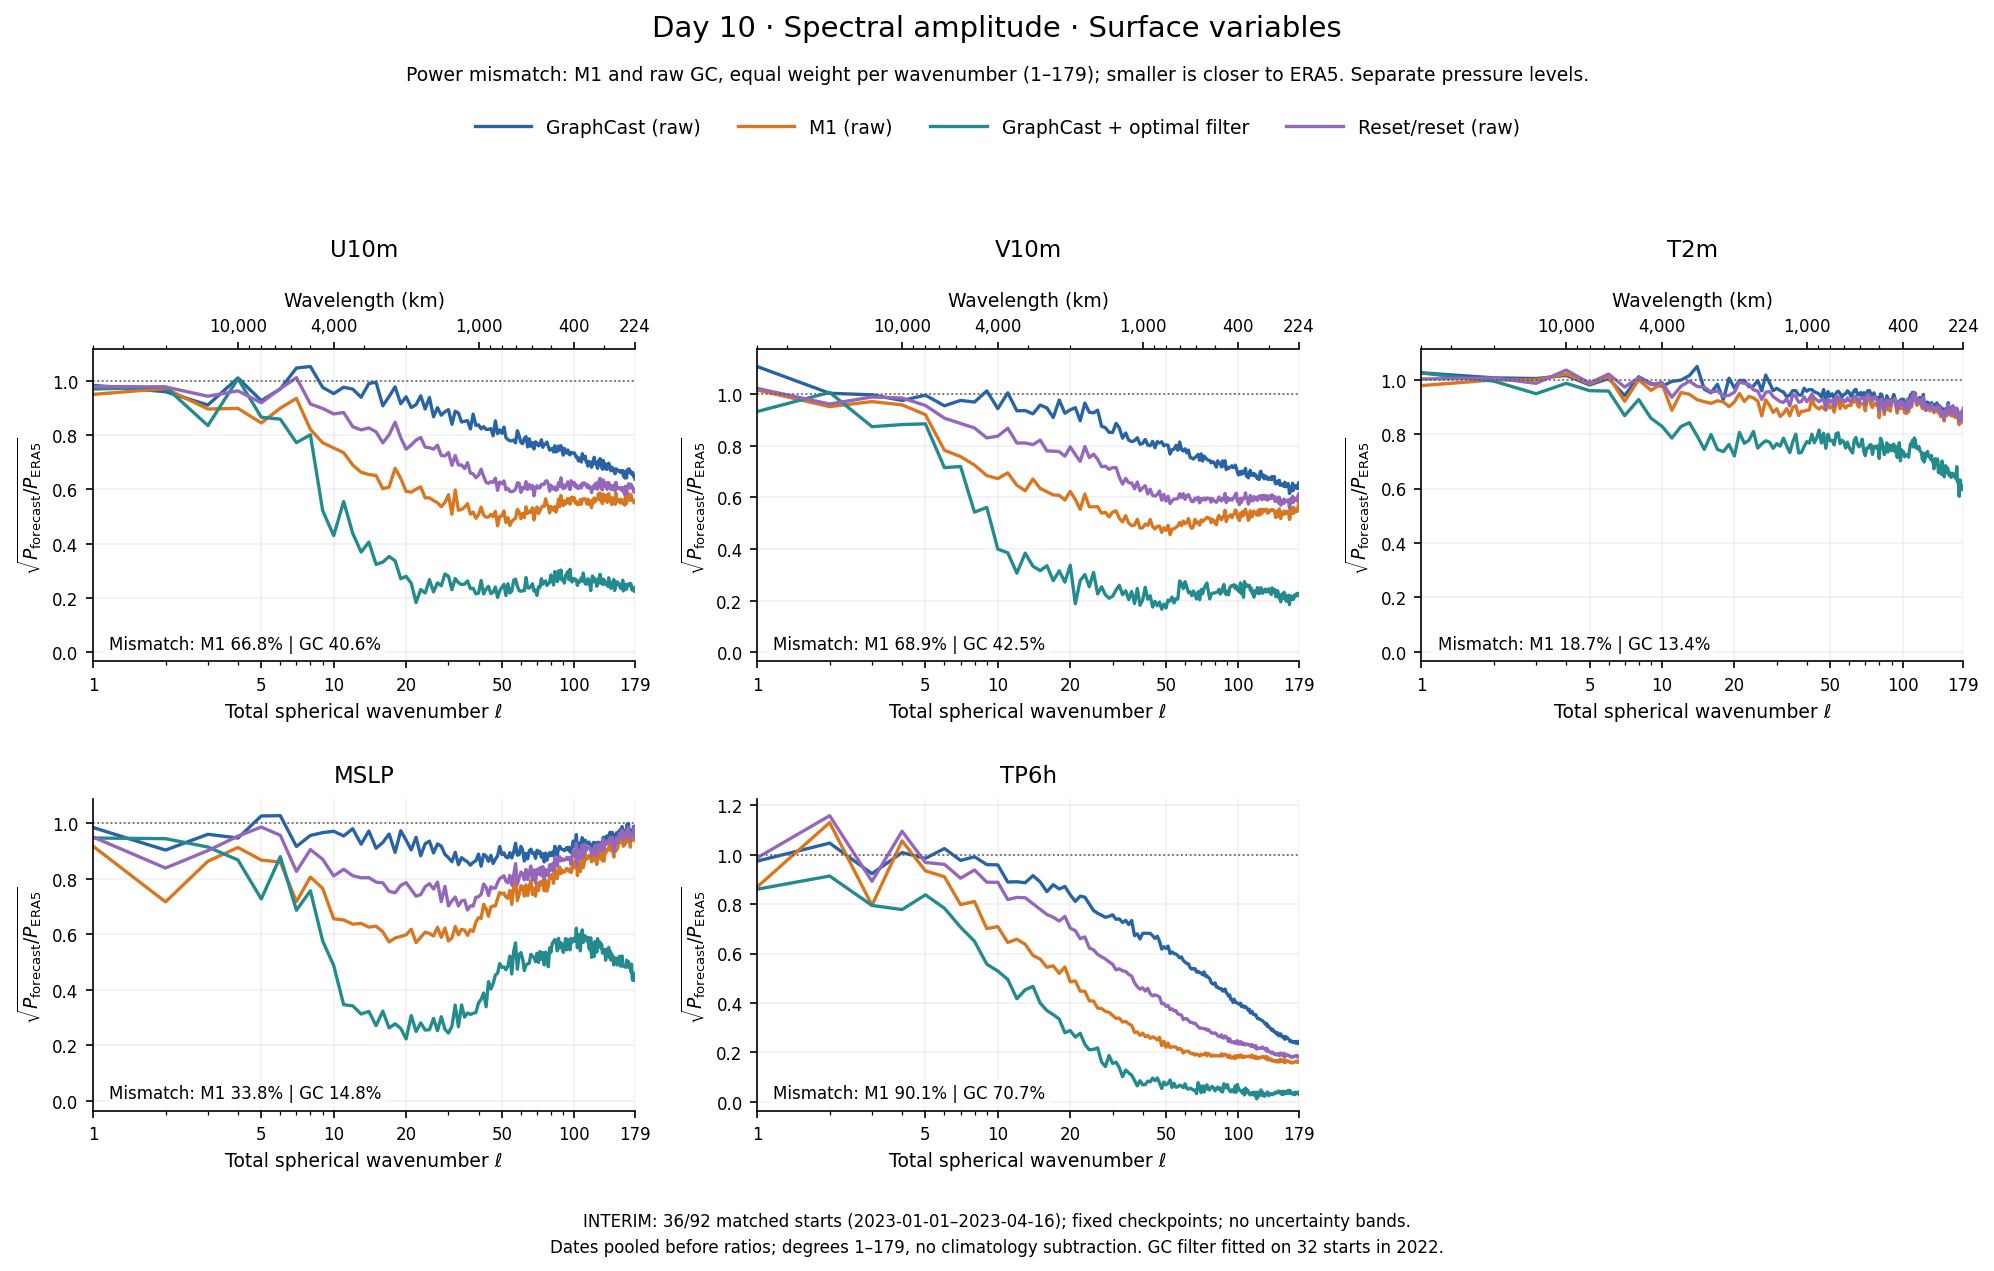 Day 10 · Spectral amplitude · Surface variables
Power mismatch: M1 and raw GC, equal weight per wavenumber (1–179); smaller is closer to ERA5. Separate pressure levels.
GraphCast (raw) M1 (raw) GraphCast + optimal filter Reset/reset (raw)
U10m
Wavelength (km)
10,000 4,000 1,000 400 224
1.0
0.8
0.6
0.4
0.2
0.0
√P_forecast/P_ERA5
Mismatch: M1 66.8% | GC 40.6%
1 5 10 20 50 100 179
Total spherical wavenumber ℓ
V10m
Wavelength (km)
10,000 4,000 1,000 400 224
1.0
0.8
0.6
0.4
0.2
0.0
√P_forecast/P_ERA5
Mismatch: M1 68.9% | GC 42.5%
1 5 10 20 50 100 179
Total spherical wavenumber ℓ
T2m
Wavelength (km)
10,000 4,000 1,000 400 224
1.0
0.8
0.6
0.4
0.2
0.0
√P_forecast/P_ERA5
Mismatch: M1 18.7% | GC 13.4%
1 5 10 20 50 100 179
Total spherical wavenumber ℓ
MSLP
1.0
0.8
0.6
0.4
0.2
0.0
√P_forecast/P_ERA5
Mismatch: M1 33.8% | GC 14.8%
1 5 10 20 50 100 179
Total spherical wavenumber ℓ
TP6h
1.2
1.0
0.8
0.6
0.4
0.2
0.0
√P_forecast/P_ERA5
Mismatch: M1 90.1% | GC 70.7%
1 5 10 20 50 100 179
Total spherical wavenumber ℓ
INTERIM: 36/92 matched starts (2023-01-01–2023-04-16); fixed checkpoints; no uncertainty bands.
Dates pooled before ratios; degrees 1–179, no climatology subtraction. GC filter fitted on 32 starts in 2022.